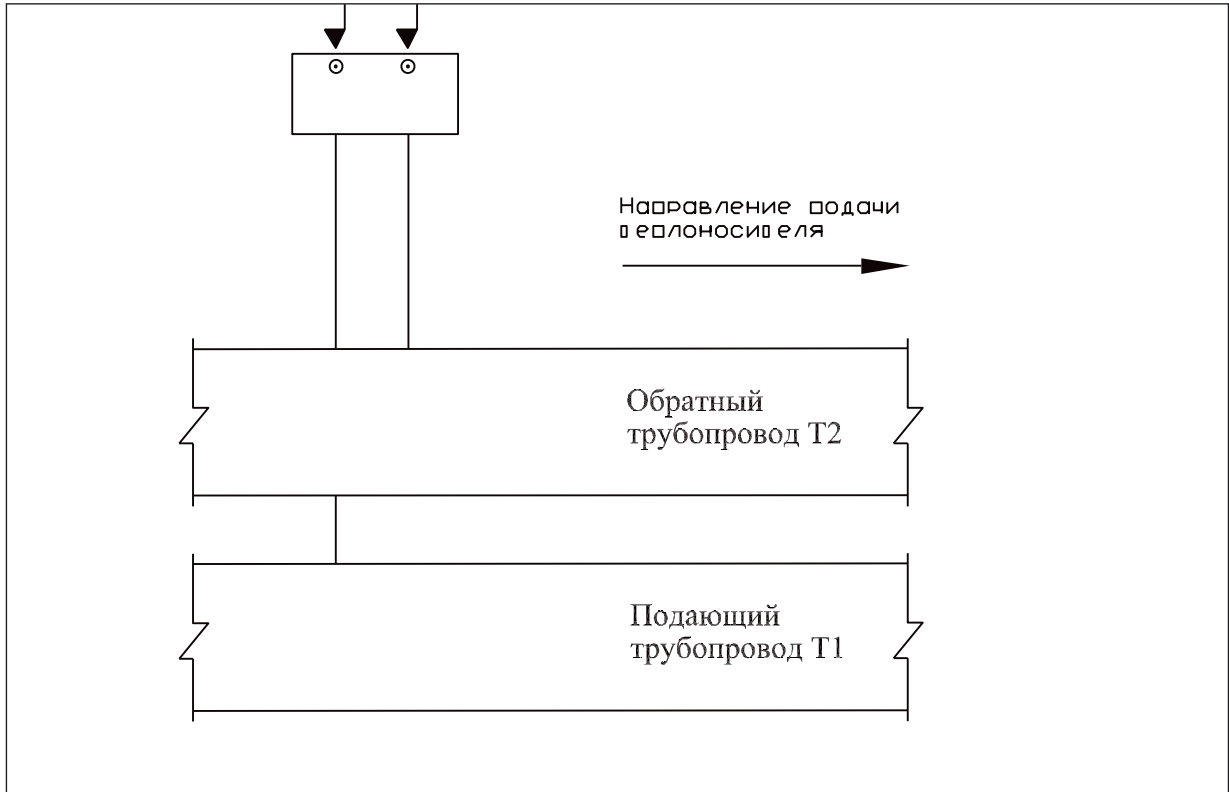 Направление подачи
теплоносителя
Обратный
трубопровод Т2
Подающий
трубопровод Т1